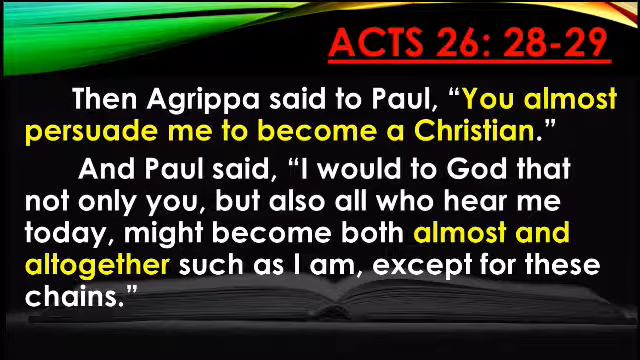 ACTS 26: 28-29
Then Agrippa said to Paul, “You almost
persuade me to become a Christian.”
And Paul said, “I would to God that
not only you, but also all who hear me
today, might become both almost and
altogether such as I am, except for these
chains.”